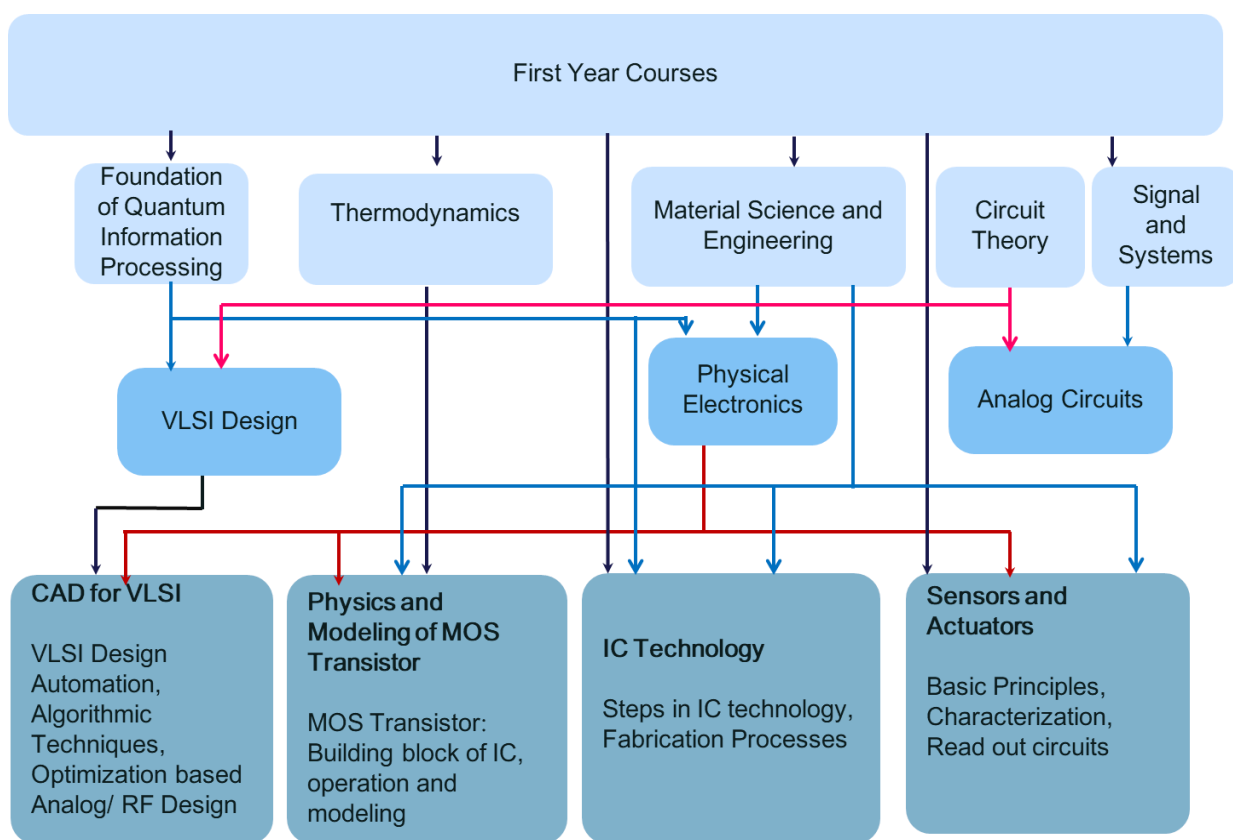 First Year Courses
Foundation
of Quantum
Information
Processing
Thermodynamics
Material Science and
Engineering
Circuit
Theory
Signal
and
Systems
VLSI Design
Physical
Electronics
Analog Circuits
CAD for VLSI
VLSI Design
Automation,
Algorithmic
Techniques,
Optimization based
Analog/ RF Design
Physics and
Modeling of MOS
Transistor
MOS Transistor:
Building block of IC,
operation and
modeling
IC Technology
Steps in IC technology,
Fabrication Processes
Sensors and
Actuators
Basic Principles,
Characterization,
Read out circuits